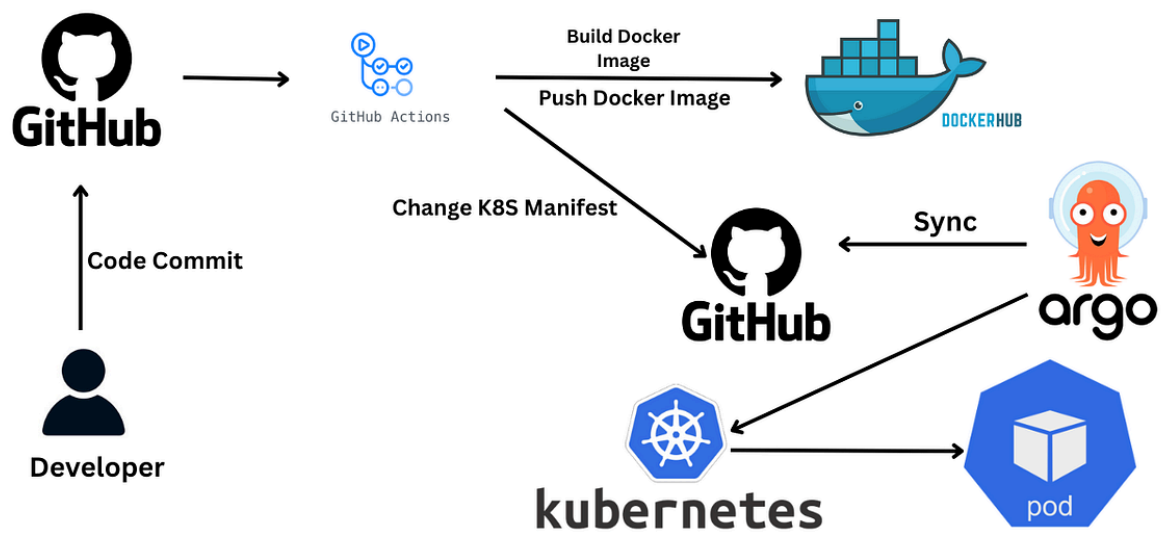 GitHub
GitHub Actions
Build Docker
Image
Push Docker Image
DOCKERHUB
Change K8S Manifest
Code Commit
Developer
GitHub
Sync
argo
kubernetes
pod